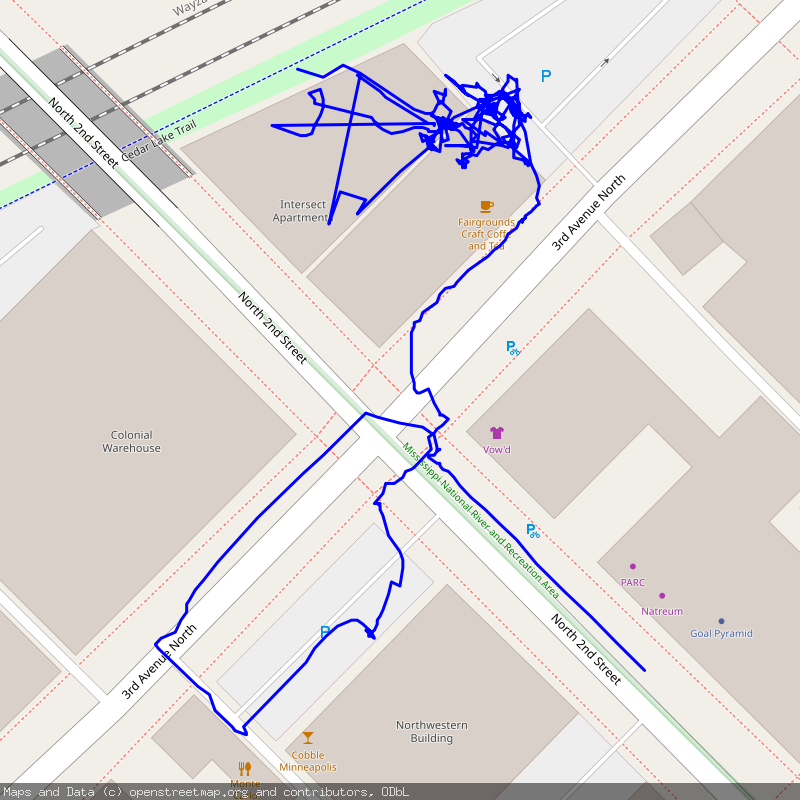 Wayza
P
North 2nd Street
Cedar Lake Trail
Intersect
Apartments
Fairgrounds
Craft Coff
and Tea
3rd Avenue North
North 2nd Street
P
Colonial
Warehouse
Vow'd
Mississippi National River and Recreation Area
P
PARC
Natreum
Goal Pyramid
P
3rd Avenue North
North 2nd Street
Northwestern
Building
Cobble
Minneapolis
Monte
Maps and Data (c) openstreetmap.org and contributors, ODbL